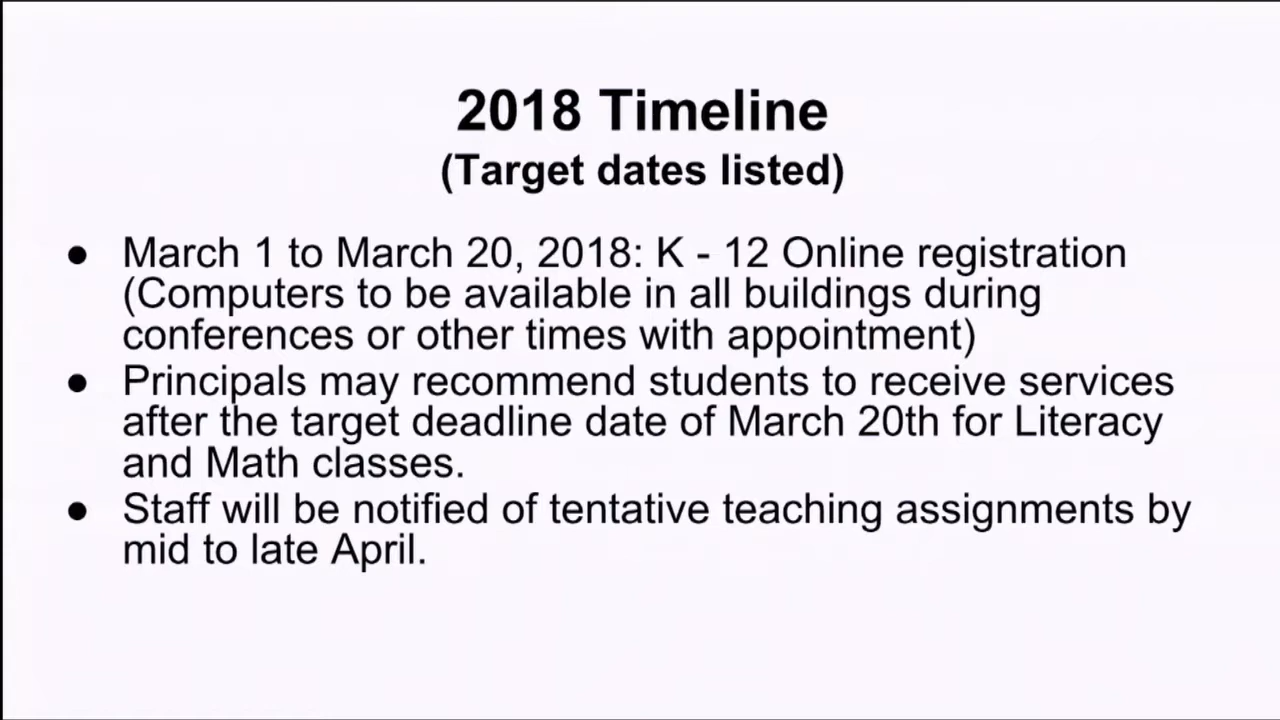 2018 Timeline
(Target dates listed)
● March 1 to March 20, 2018: K - 12 Online registration
(Computers to be available in all buildings during
conferences or other times with appointment)
● Principals may recommend students to receive services
after the target deadline date of March 20th for Literacy
and Math classes.
● Staff will be notified of tentative teaching assignments by
mid to late April.